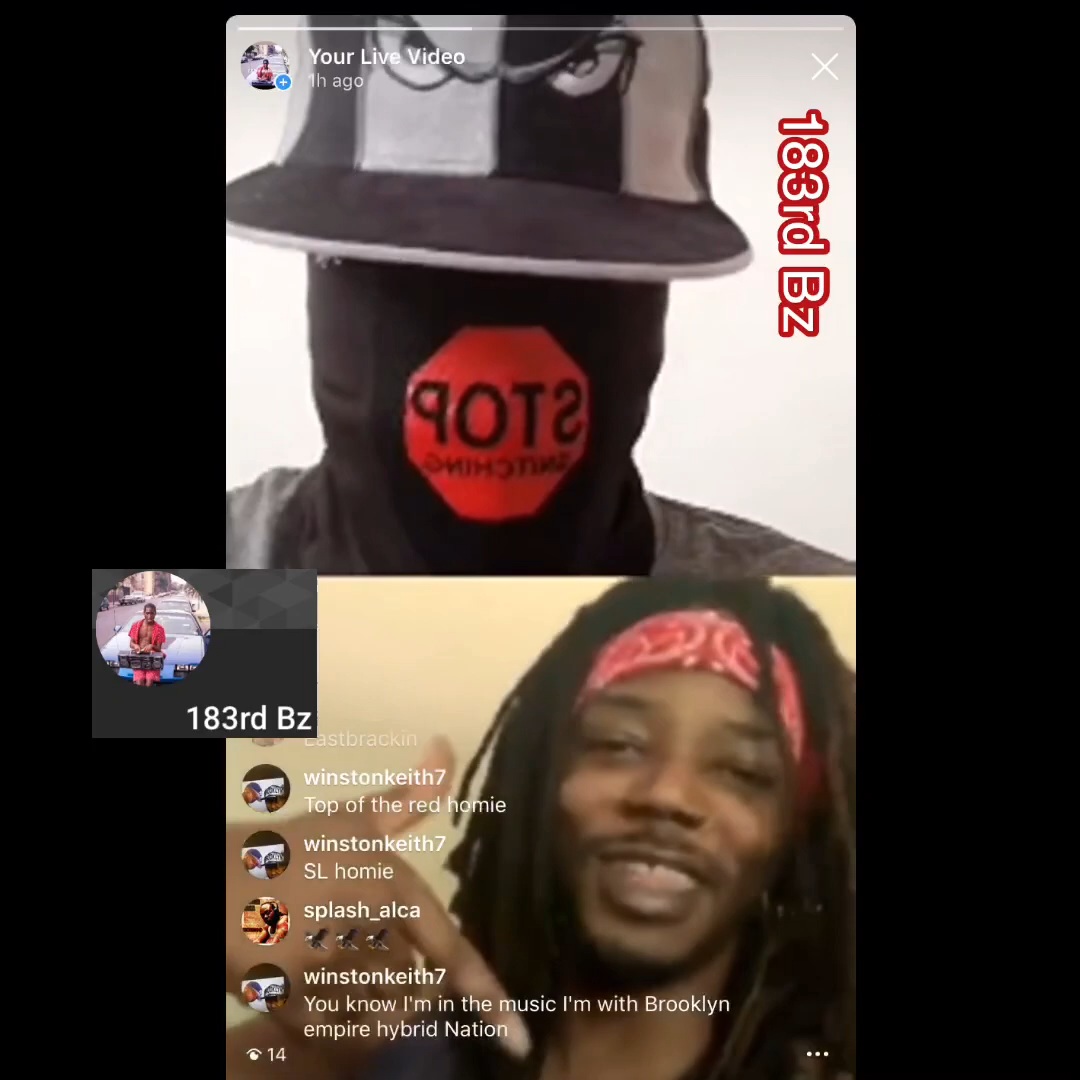 Your Live Video
1h ago
183rd Bz
STOP
SNITCHING
183rd Bz
Eastbrackin
winstonkeith7
Top of the red homie
winstonkeith7
SL homie
splash_alca
winstonkeith7
You know I'm in the music I'm with Brooklyn
empire hybrid Nation
14